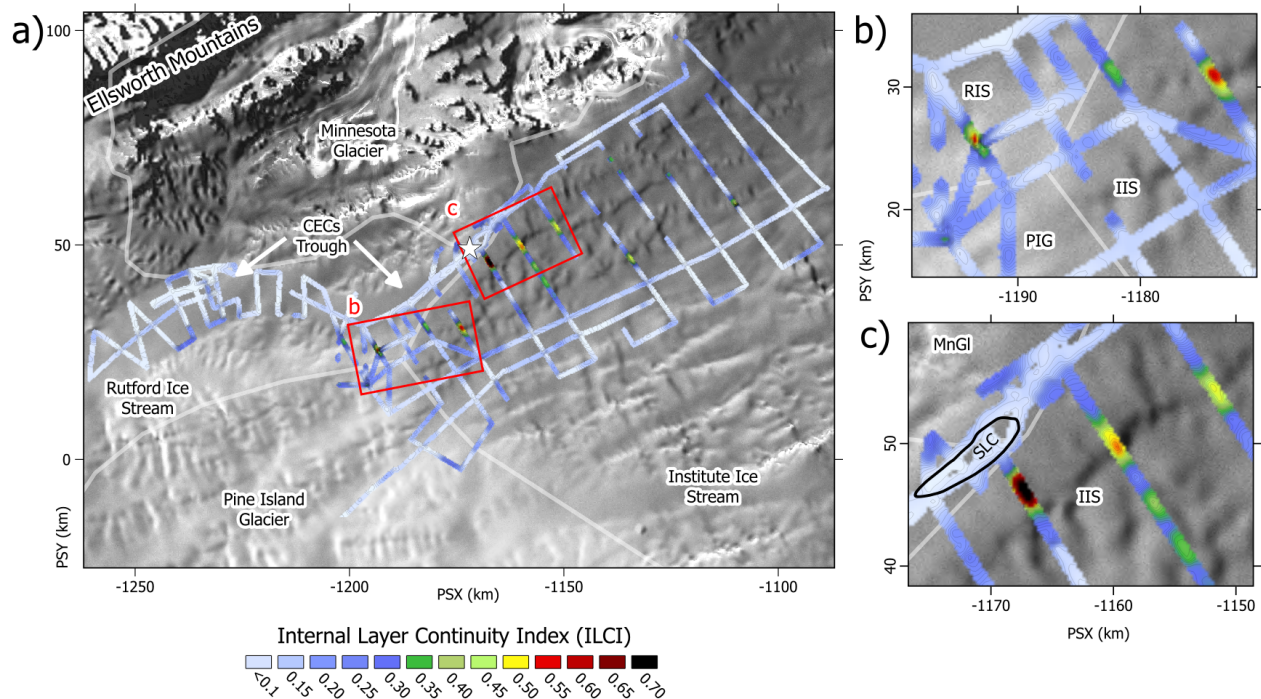 a)
100
50
0
PSY (km)
-1250
-1200
-1150
-1100
PSX (km)
Ellsworth Mountains
Minnesota
Glacier
CECs
Trough
c
b
Rutford Ice
Stream
Pine Island
Glacier
Institute Ice
Stream
b)
30
20
PSY (km)
RIS
IIS
PIG
-1190
-1180
c)
MnGl
50
40
SLC
IIS
-1170
-1160
-1150
PSX (km)
Internal Layer Continuity Index (ILCI)
<0.1 0.15 0.20 0.25 0.30 0.35 0.40 0.45 0.50 0.55 0.60 0.65 0.70